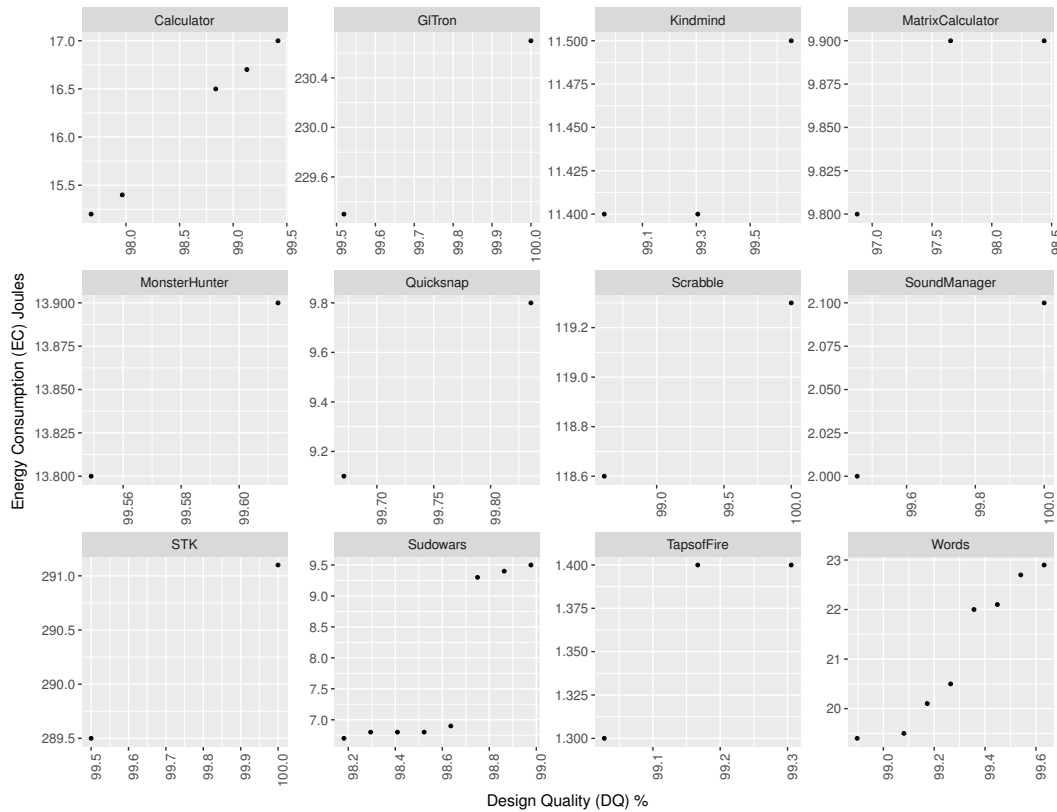 Calculator GlTron Kindmind MatrixCalculator
17.0 16.5 16.0 15.5
230.4 230.0 229.6
11.500 11.475 11.450 11.425 11.400
9.900 9.875 9.850 9.825 9.800
98.0 98.5 99.0 99.5
99.5 99.6 99.7 99.8 99.9 100.0
99.1 99.3 99.5
97.0 97.5 98.0 98.5
MonsterHunter Quicksnap Scrabble SoundManager
Energy Consumption (EC) Joules
13.900 13.875 13.850 13.825 13.800
9.8 9.6 9.4 9.2
119.2 119.0 118.8 118.6
2.100 2.075 2.050 2.025 2.000
99.56 99.58 99.60
99.70 99.75 99.80
99.0 99.5 100.0
99.6 99.8 100.0
STK Sudowars TapsofFire Words
291.0 290.5 290.0 289.5
9.5 9.0 8.5 8.0 7.5 7.0
1.400 1.375 1.350 1.325 1.300
23 22 21 20
99.5 99.6 99.7 99.8 99.9 100.0
98.2 98.4 98.6 98.8 99.0
99.1 99.2 99.3
99.0 99.2 99.4 99.6
Design Quality (DQ) %